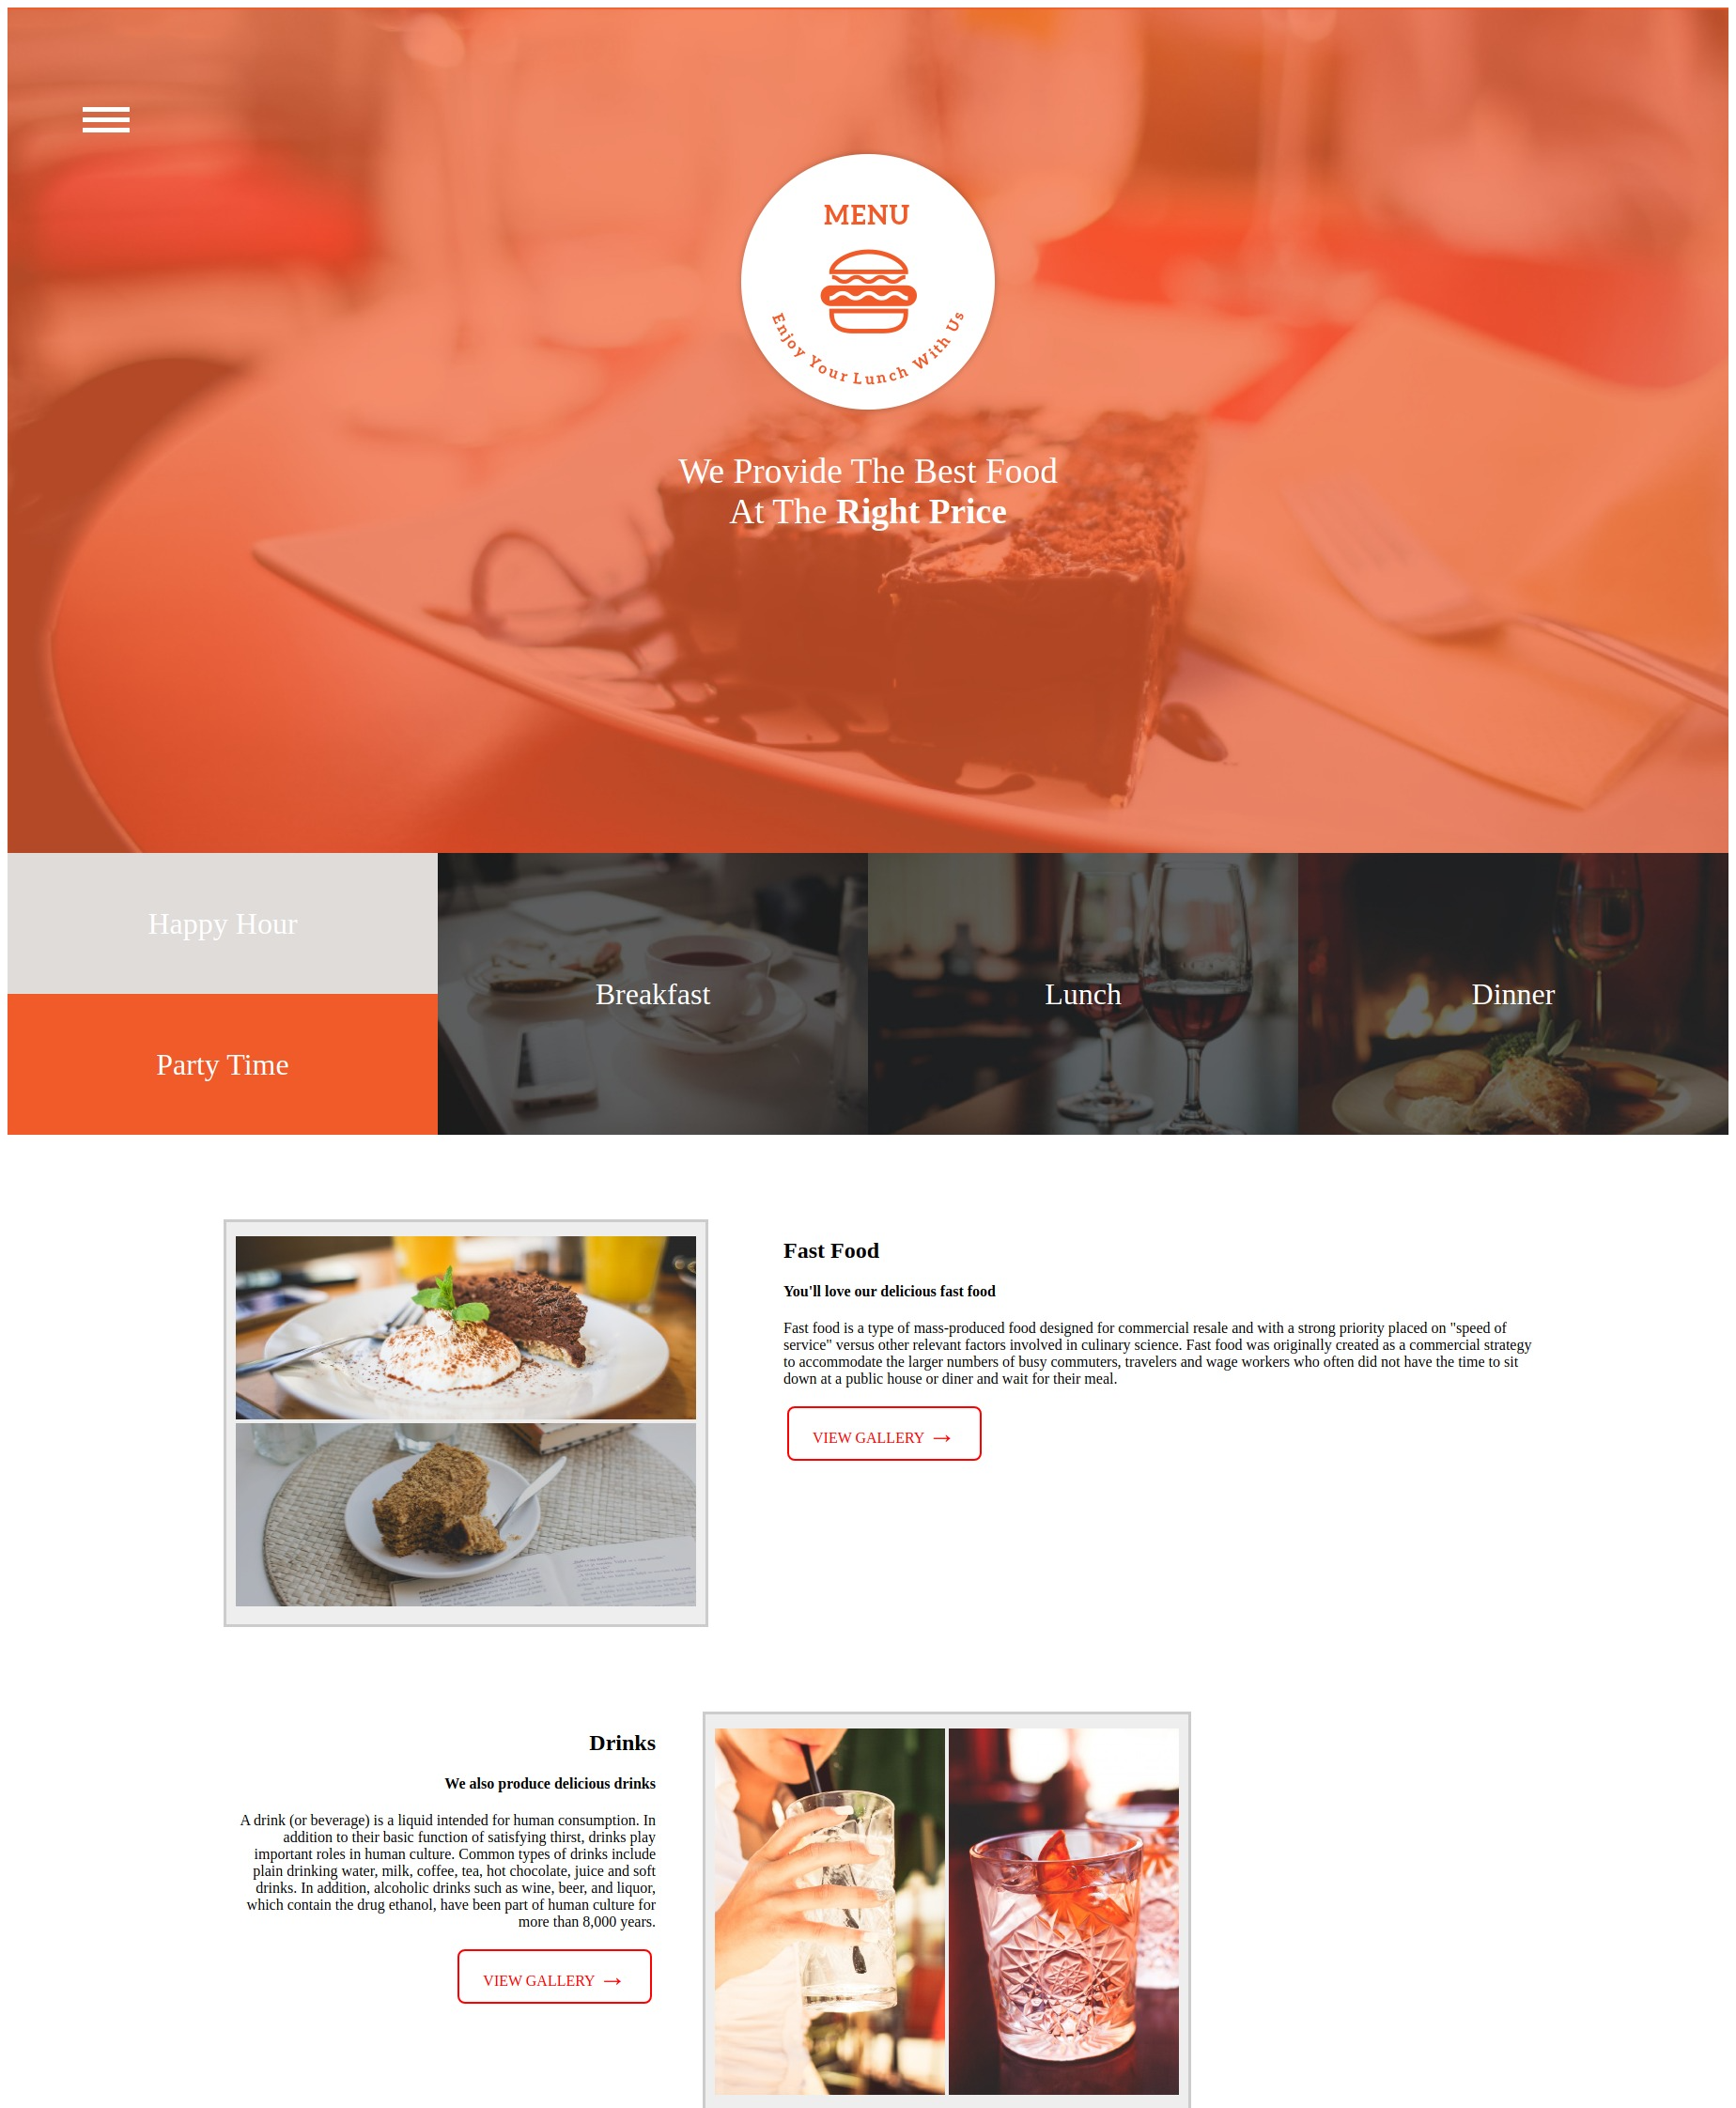 MENU
Enjoy Your Lunch With Us
We Provide The Best Food
At The Right Price
Happy Hour
Party Time
Breakfast
Lunch
Dinner
Fast Food
You'll love our delicious fast food
Fast food is a type of mass-produced food designed for commercial resale and with a strong priority placed on "speed of
service" versus other relevant factors involved in culinary science. Fast food was originally created as a commercial strategy
to accommodate the larger numbers of busy commuters, travelers and wage workers who often did not have the time to sit
down at a public house or diner and wait for their meal.
VIEW GALLERY →
Drinks
We also produce delicious drinks
A drink (or beverage) is a liquid intended for human consumption. In
addition to their basic function of satisfying thirst, drinks play
important roles in human culture. Common types of drinks include
plain drinking water, milk, coffee, tea, hot chocolate, juice and soft
drinks. In addition, alcoholic drinks such as wine, beer, and liquor,
which contain the drug ethanol, have been part of human culture for
more than 8,000 years.
VIEW GALLERY →